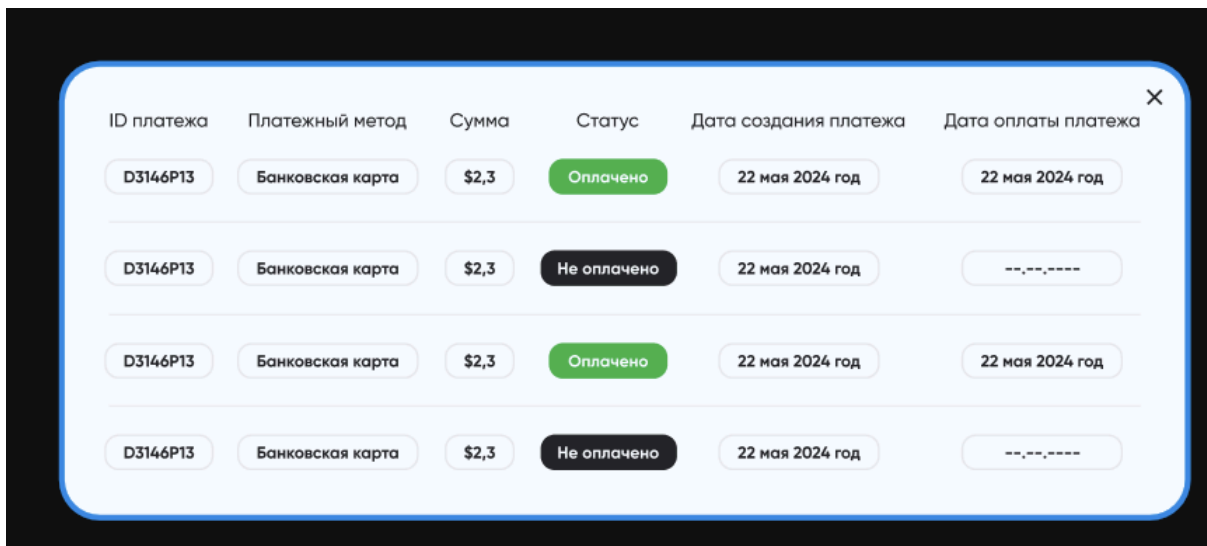 ×
ID платежа Платежный метод Сумма Статус Дата создания платежа Дата оплаты платежа
D3146P13 Банковская карта $2,3 Оплачено 22 мая 2024 год 22 мая 2024 год
D3146P13 Банковская карта $2,3 Не оплачено 22 мая 2024 год --.--.----
D3146P13 Банковская карта $2,3 Оплачено 22 мая 2024 год 22 мая 2024 год
D3146P13 Банковская карта $2,3 Не оплачено 22 мая 2024 год --.--.----